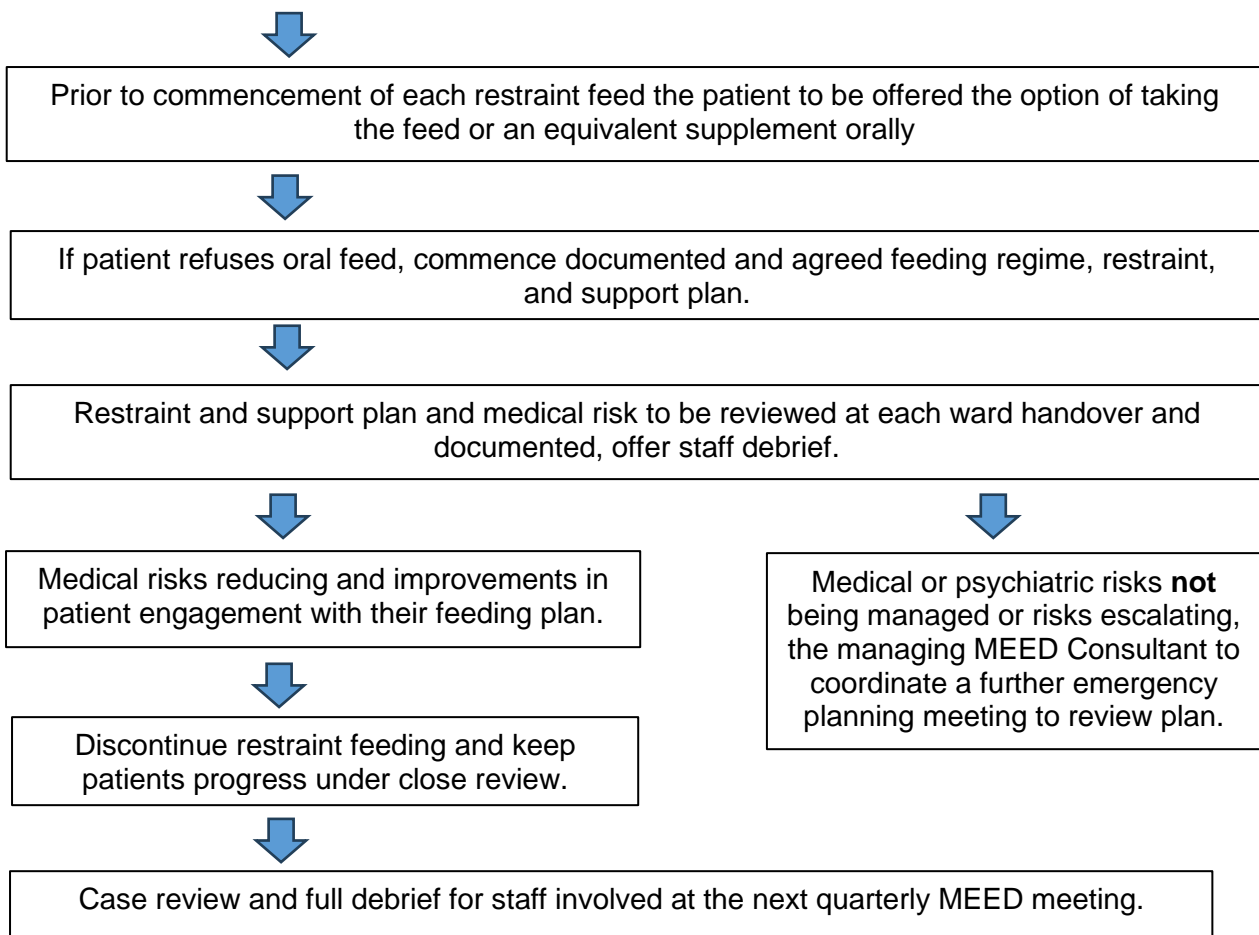 Prior to commencement of each restraint feed the patient to be offered the option of taking
the feed or an equivalent supplement orally
If patient refuses oral feed, commence documented and agreed feeding regime, restraint,
and support plan.
Restraint and support plan and medical risk to be reviewed at each ward handover and
documented, offer staff debrief.
Medical risks reducing and improvements in
patient engagement with their feeding plan.
Medical or psychiatric risks not
being managed or risks escalating,
the managing MEED Consultant to
coordinate a further emergency
planning meeting to review plan.
Discontinue restraint feeding and keep
patients progress under close review.
Case review and full debrief for staff involved at the next quarterly MEED meeting.